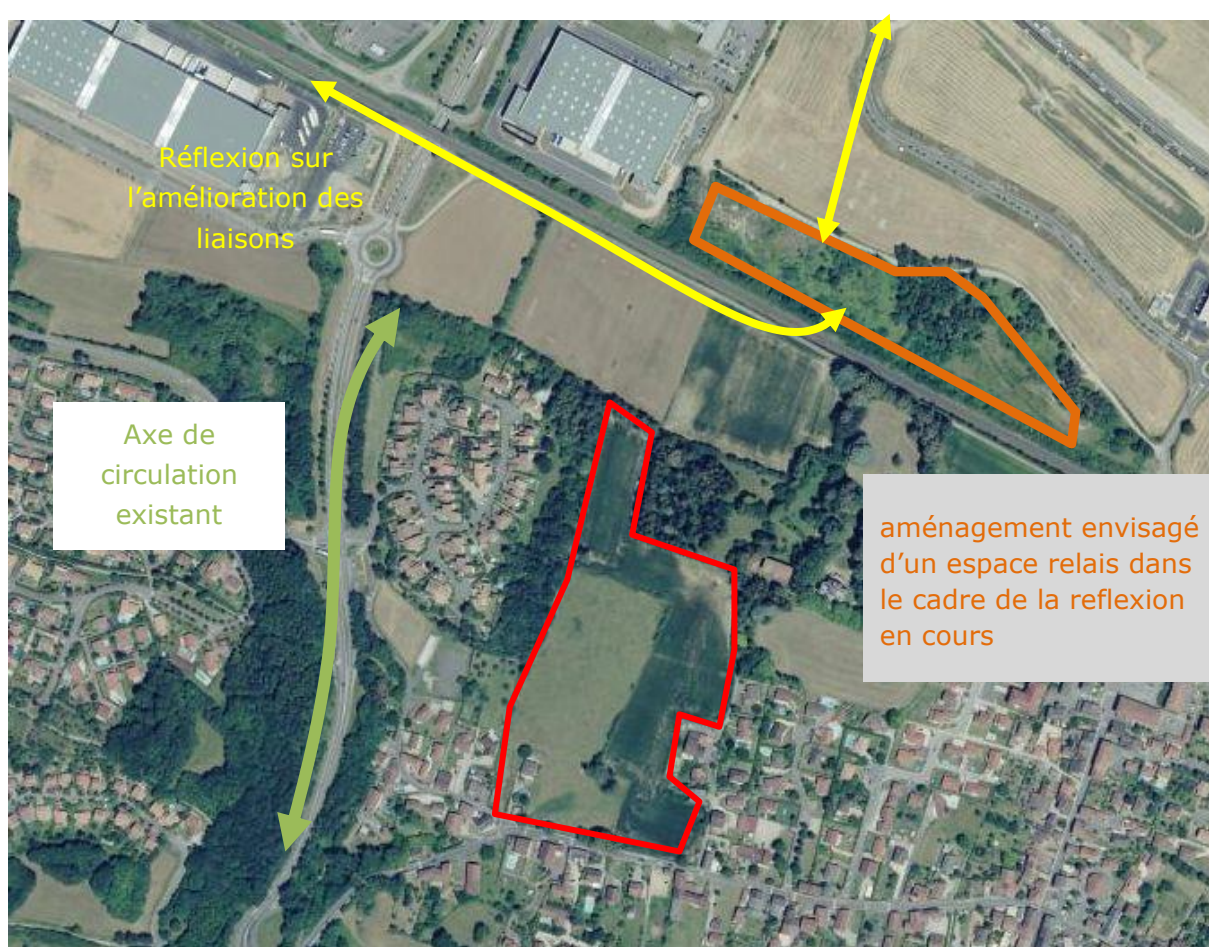 Réflexion sur
l’amélioration des
liaisons
Axe de
circulation
existant
aménagement envisagé
d’un espace relais dans
le cadre de la reflexion
en cours